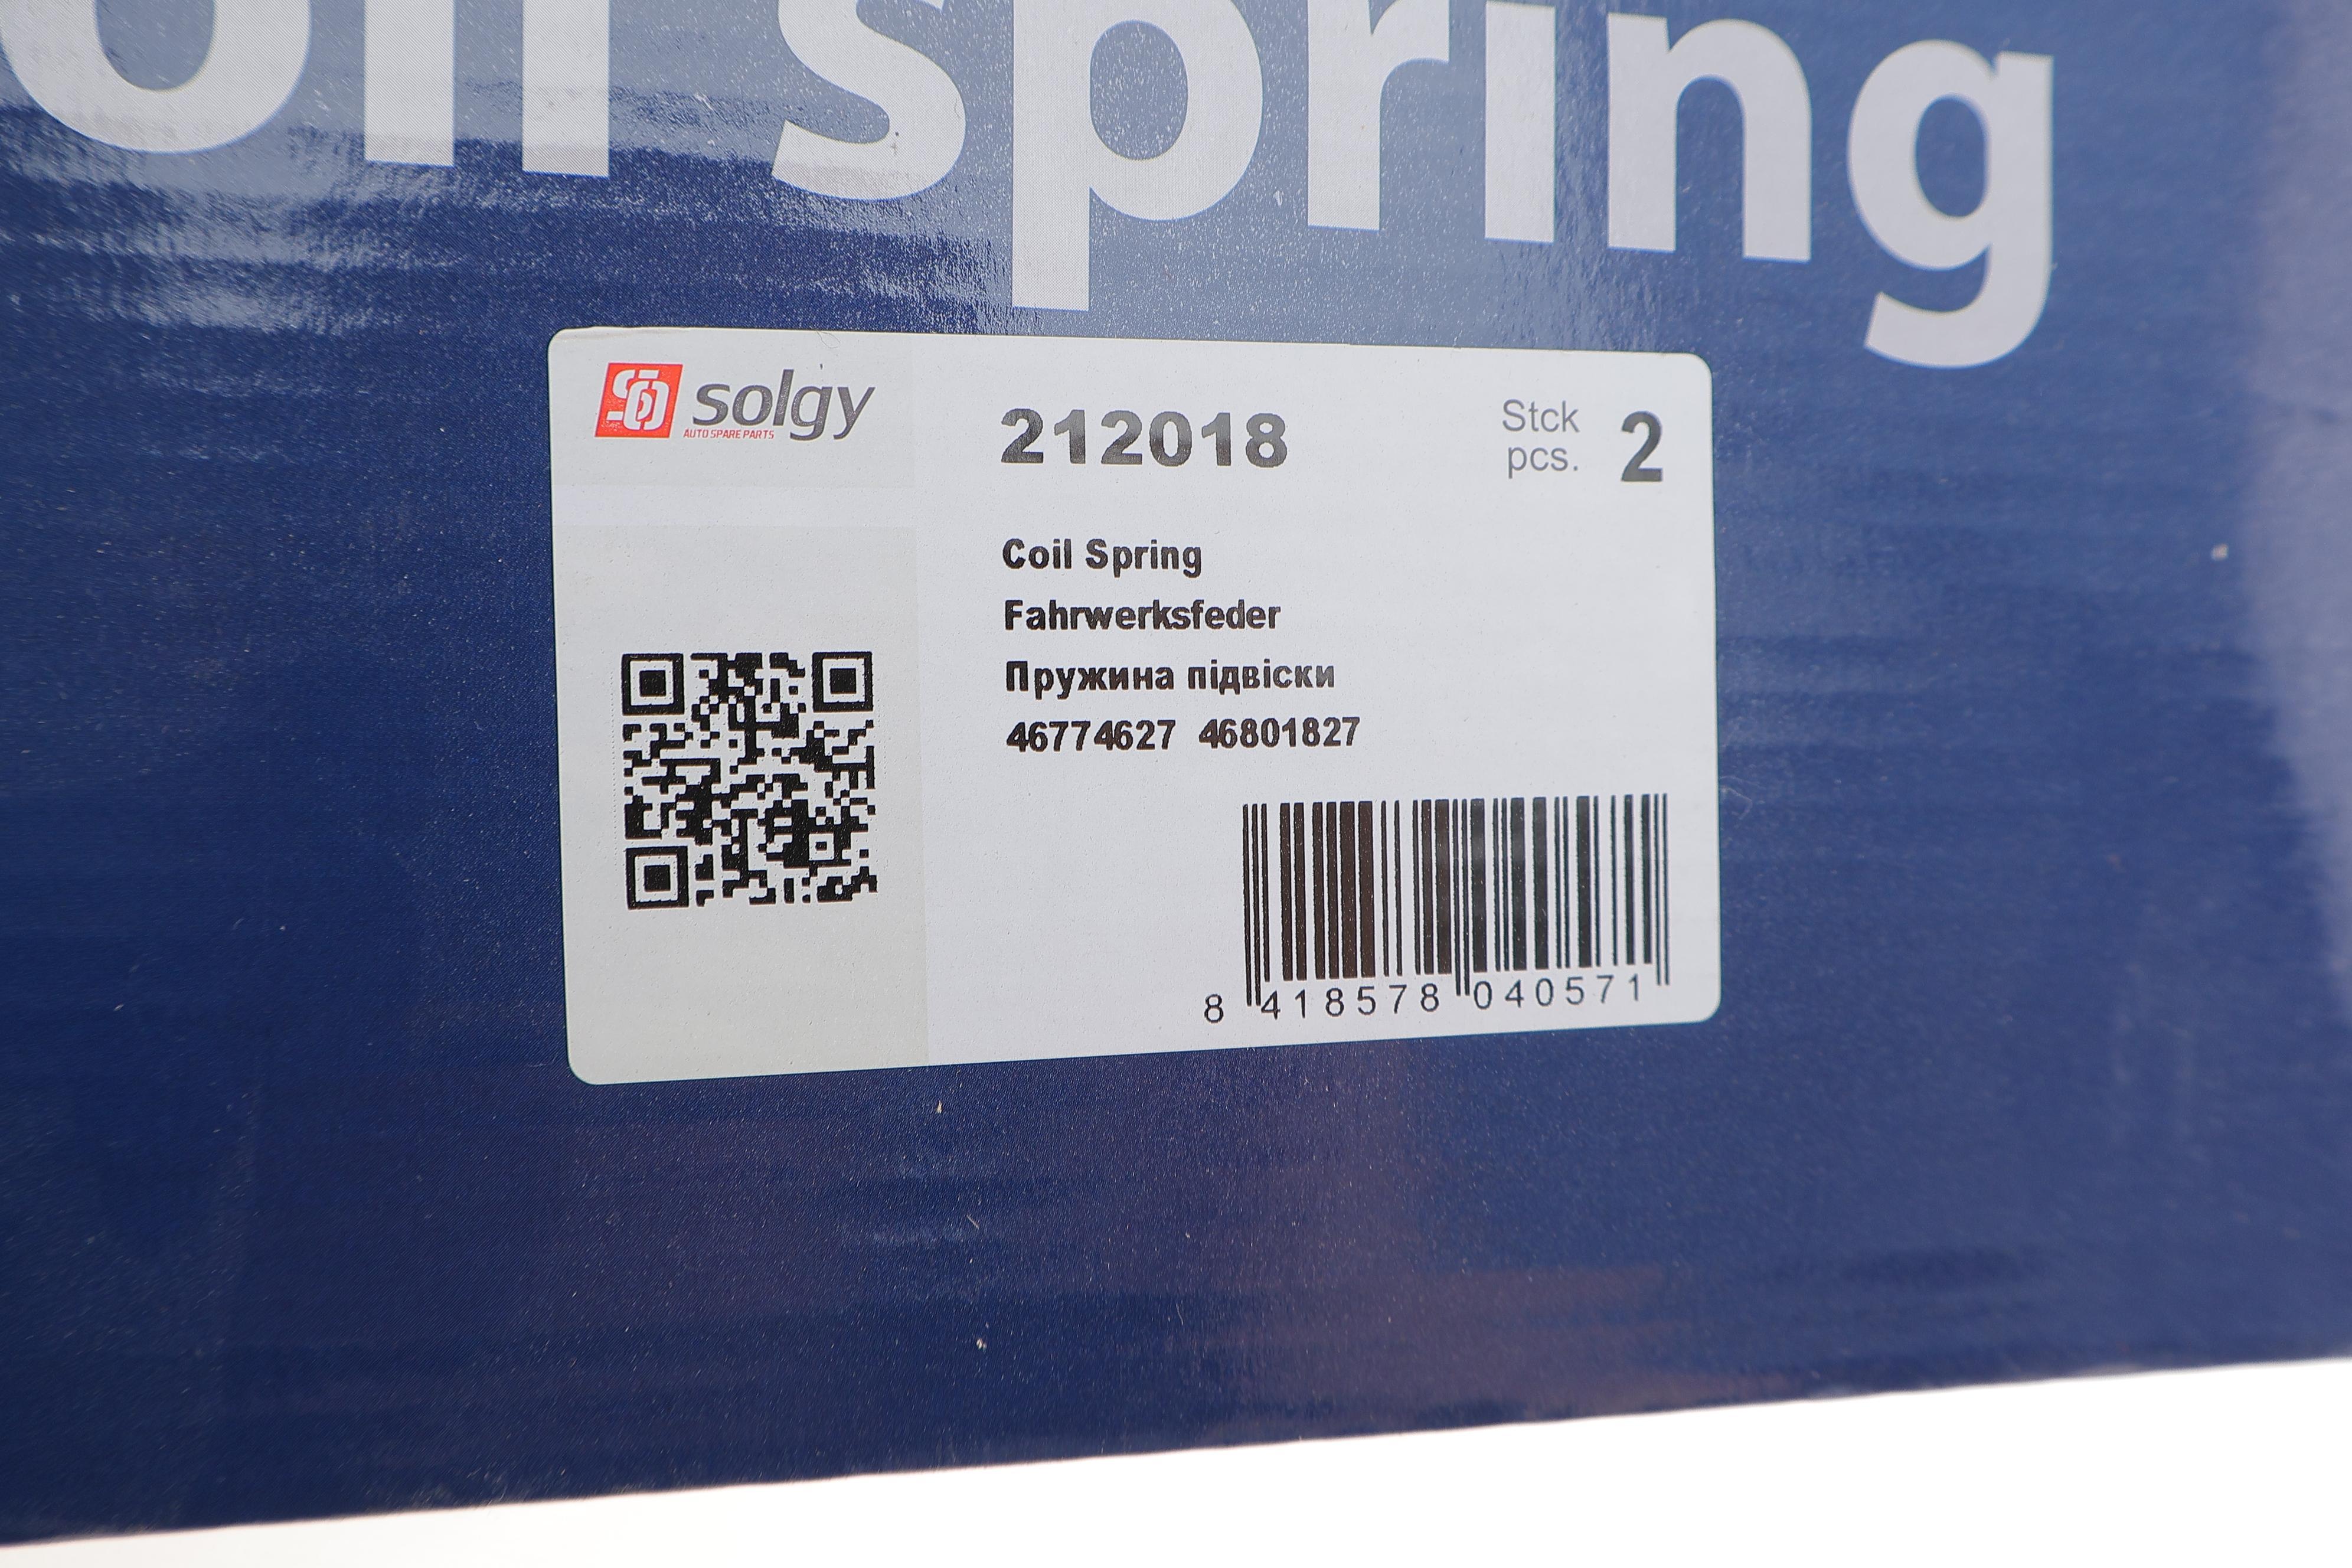 oil spring
solgy
AUTO SPARE PARTS
212018
Stck
pcs.
2
Coil Spring
Fahrwerksfeder
Пружина підвіски
46774627 46801827
8 418578 040571